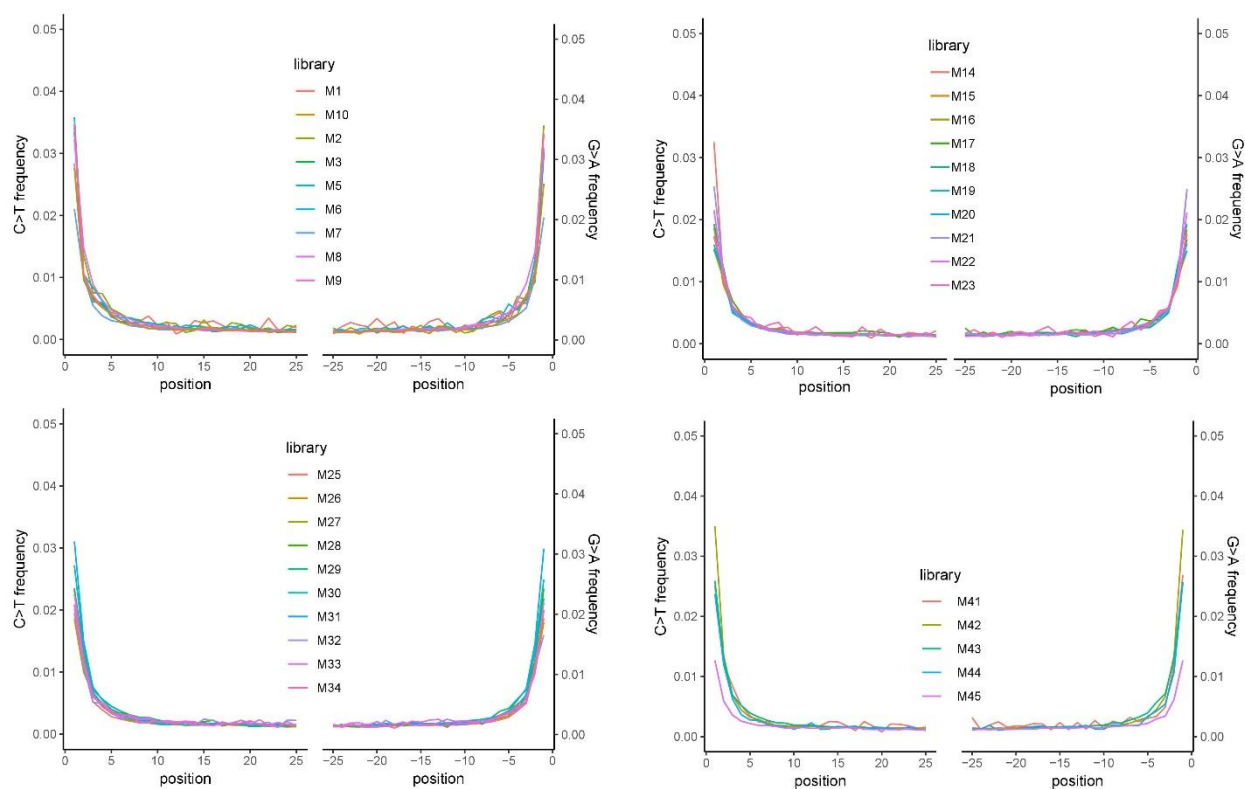 0.05
0.04
0.03
0.02
0.01
0.00
C>T frequency
0 5 10 15 20 25
position
library
M1
M10
M2
M3
M5
M6
M7
M8
M9
−25 −20 −15 −10 −5 0
position
0.05
0.04
0.03
0.02
0.01
0.00
G>A frequency
0.05
0.04
0.03
0.02
0.01
0.00
C>T frequency
0 5 10 15 20 25
position
library
M14
M15
M16
M17
M18
M19
M20
M21
M22
M23
−25 −20 −15 −10 −5 0
position
0.05
0.04
0.03
0.02
0.01
0.00
G>A frequency
0.05
0.04
0.03
0.02
0.01
0.00
C>T frequency
0 5 10 15 20 25
position
library
M25
M26
M27
M28
M29
M30
M31
M32
M33
M34
−25 −20 −15 −10 −5 0
position
0.05
0.04
0.03
0.02
0.01
0.00
G>A frequency
0.05
0.04
0.03
0.02
0.01
0.00
C>T frequency
0 5 10 15 20 25
position
library
M41
M42
M43
M44
M45
−25 −20 −15 −10 −5 0
position
0.05
0.04
0.03
0.02
0.01
0.00
G>A frequency